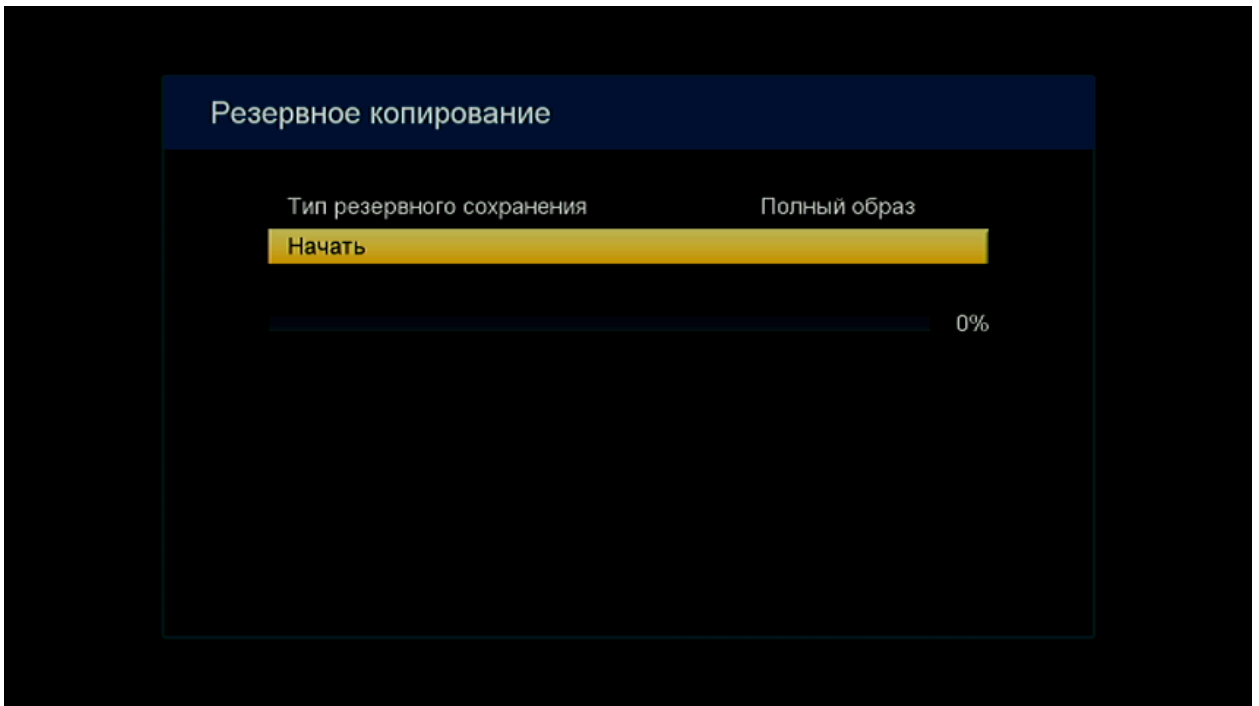 Резервное копирование
Тип резервного сохранения Полный образ
Начать
0%